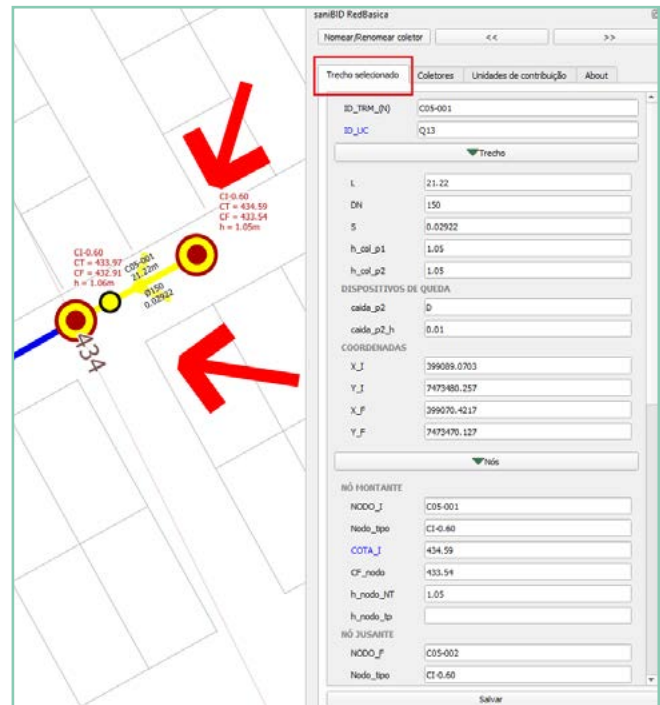 saniBID RedBasica
Nomear/Renomear coletor
<<
>>
Trecho selecionado
Coletores
Unidades de contribuição
About
ID_TRM_(N)
C05-001
ID_UC
Q13
Trecho
L
21.22
DN
150
S
0.02922
h_col_p1
1.05
h_col_p2
1.05
DISPOSITIVOS DE QUEDA
caida_p2
D
caida_p2_h
0.01
COORDENADAS
X_I
399089.0703
Y_I
7473480.257
X_F
399070.4217
Y_F
7473470.127
Nós
NÓ MONTANTE
NODO_I
C05-001
Nodo_tipo
CI-0.60
COTA_I
434.59
CF_nodo
433.54
h_nodo_NT
1.05
h_nodo_tp
NÓ JUSANTE
NODO_F
C05-002
Nodo_tipo
CI-0.60
Salvar
CI-0.60
CT = 434.59
CF = 433.54
h = 1.05m
CI-0.60
CT = 433.97
CF = 432.91
h = 1.06m
C05-001
21.22m
Ø150
0.02922
434